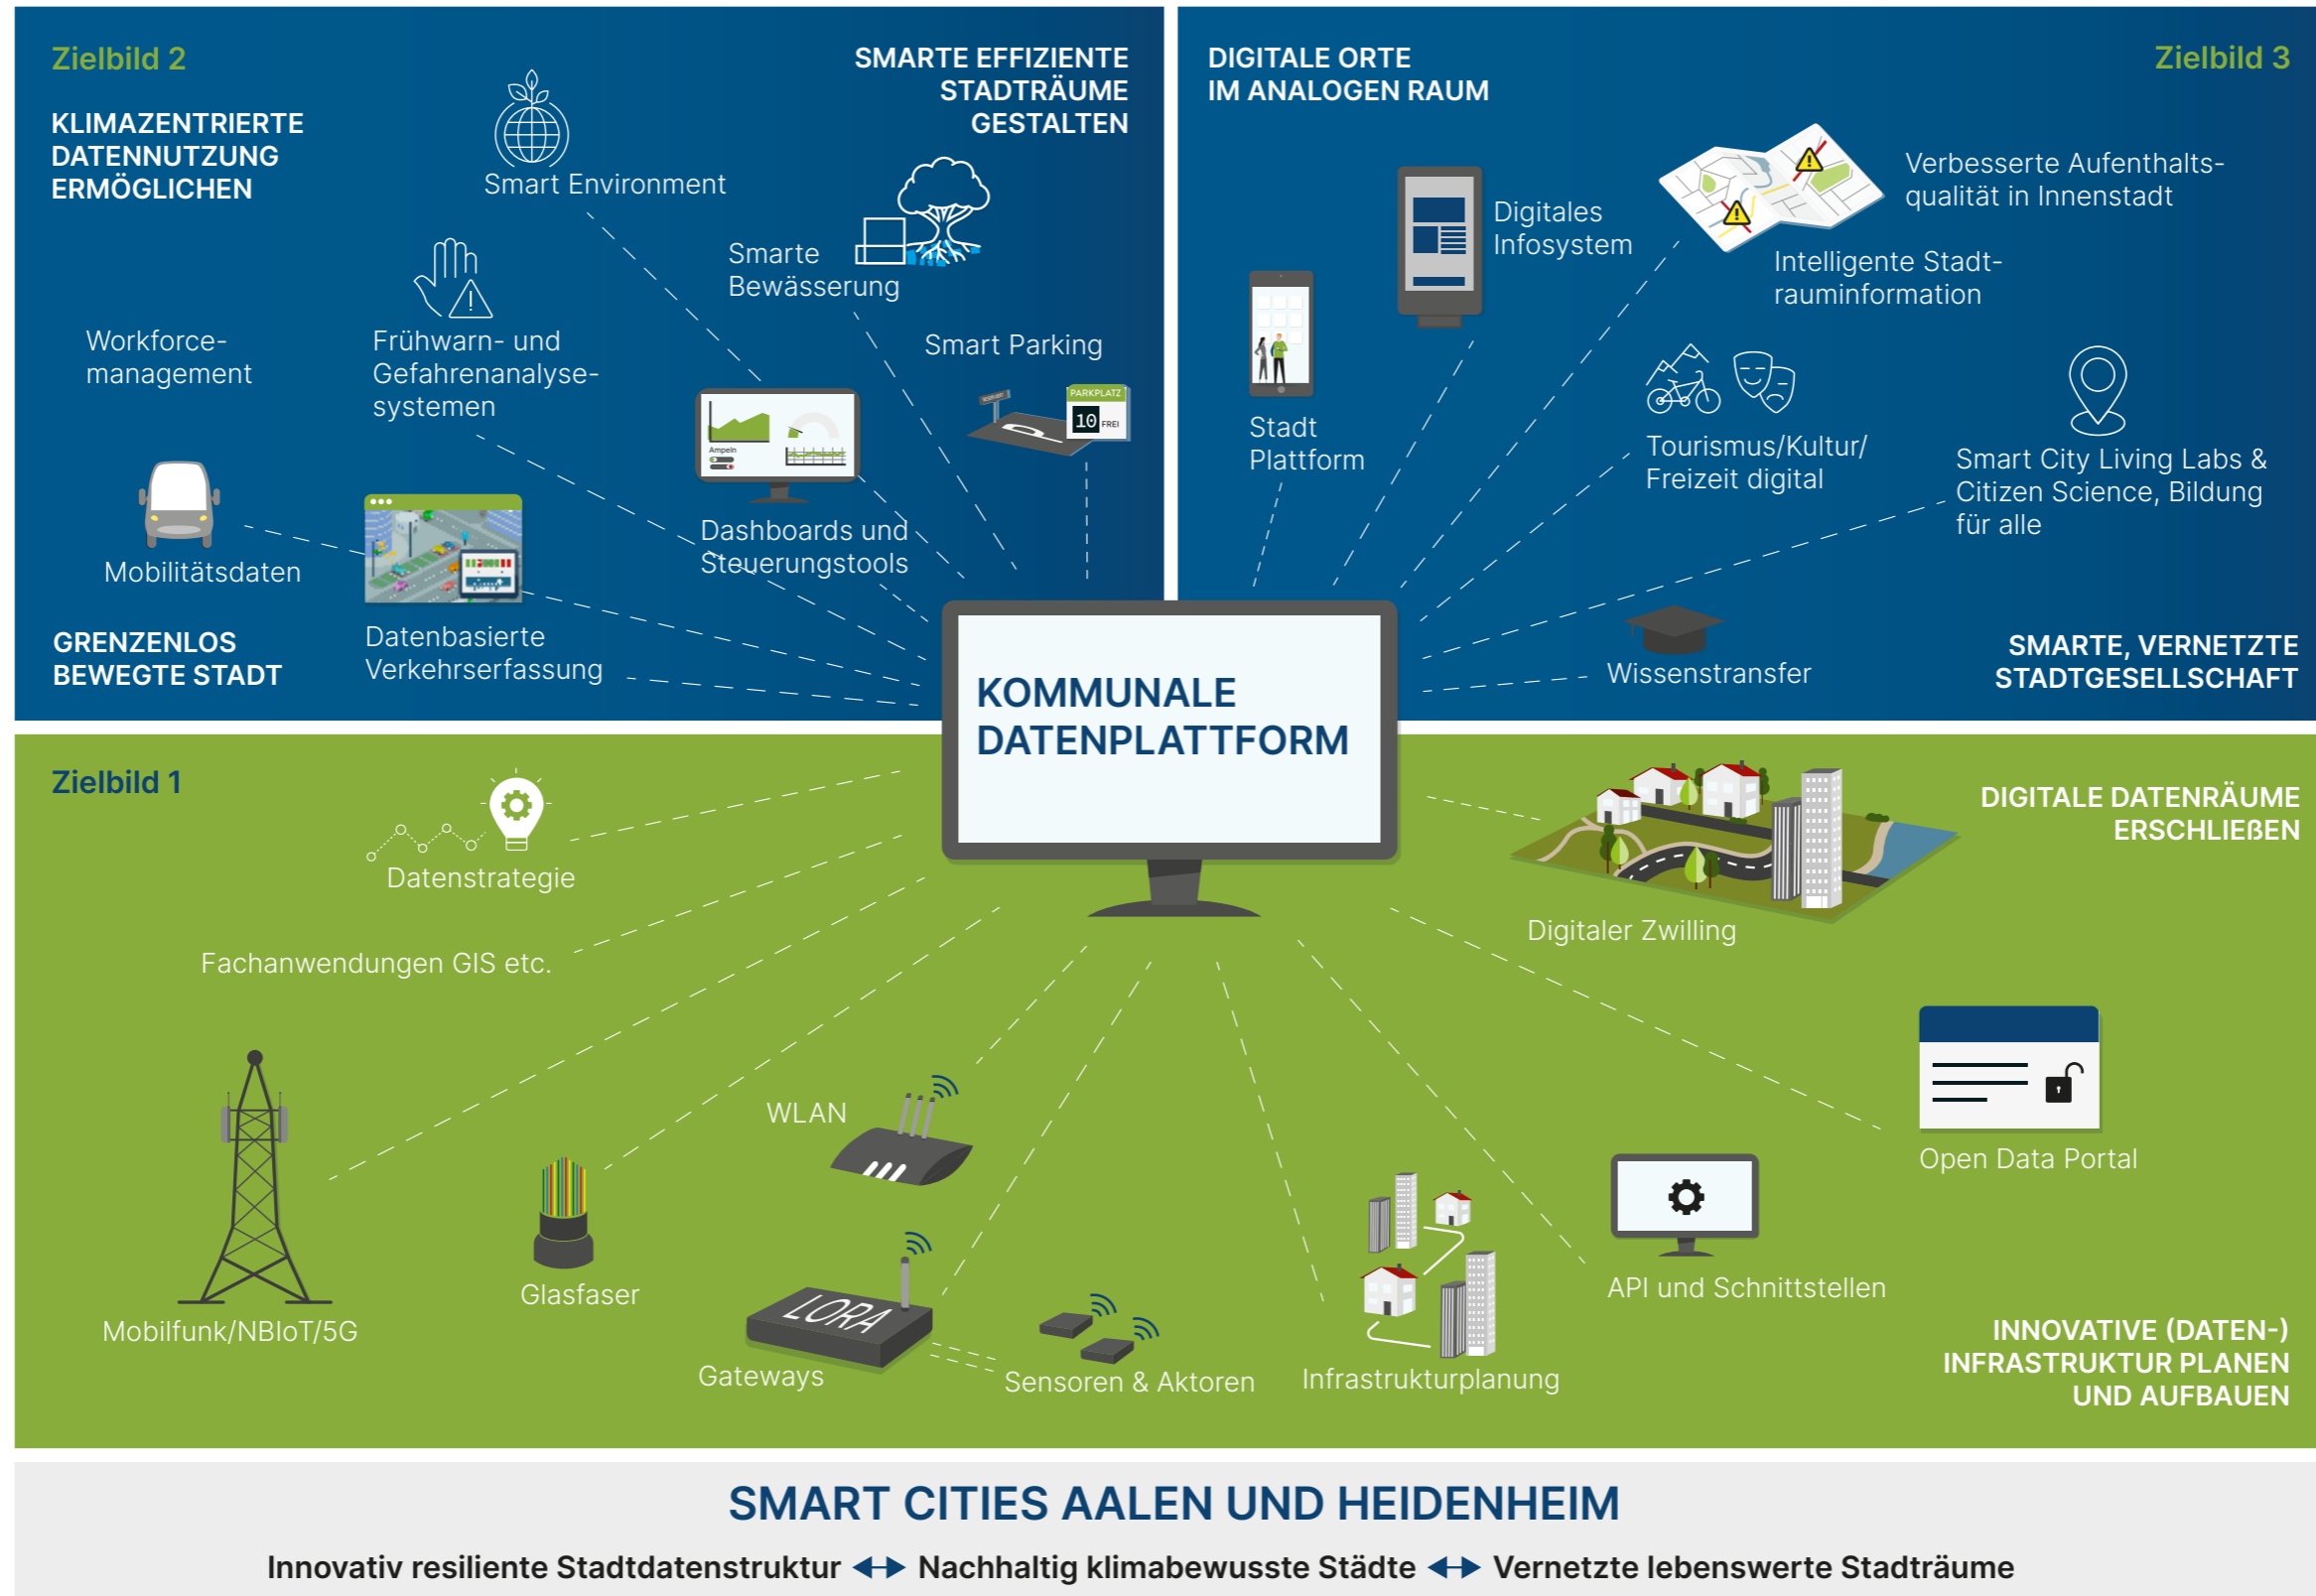 Zielbild 2
KLIMAZENTRIERTE
DATENNUTZUNG
ERMÖGLICHEN
SMARTE EFFIZIENTE
STADTRÄUME
GESTALTEN
Smart Environment
Smarte
Bewässerung
Workforce-
management
Frühwarn- und
Gefahrenanalyse-
systemen
Smart Parking
PARKPLATZ
10 FREI
Ampeln
Dashboards und
Steuerungstools
Mobilitätsdaten
Datenbasierte
Verkehrserfassung
GRENZENLOS
BEWEGTE STADT
DIGITALE ORTE
IM ANALOGEN RAUM
Zielbild 3
Digitales
Infosystem
Verbesserte Aufenthalts-
qualität in Innenstadt
Intelligente Stadt-
rauminformation
Stadt
Plattform
Tourismus/Kultur/
Freizeit digital
Smart City Living Labs &
Citizen Science, Bildung
für alle
Wissenstransfer
SMARTE, VERNETZTE
STADTGESELLSCHAFT
KOMMUNALE
DATENPLATTFORM
Zielbild 1
Datenstrategie
Fachanwendungen GIS etc.
Mobilfunk/NBIoT/5G
Glasfaser
WLAN
LORA
Gateways
Sensoren & Aktoren
Infrastrukturplanung
API und Schnittstellen
Open Data Portal
Digitaler Zwilling
DIGITALE DATENRÄUME
ERSCHLIEßEN
INNOVATIVE (DATEN-)
INFRASTRUKTUR PLANEN
UND AUFBAUEN
SMART CITIES AALEN UND HEIDENHEIM
Innovativ resiliente Stadtdatenstruktur ↔ Nachhaltig klimabewusste Städte ↔ Vernetzte lebenswerte Stadträume